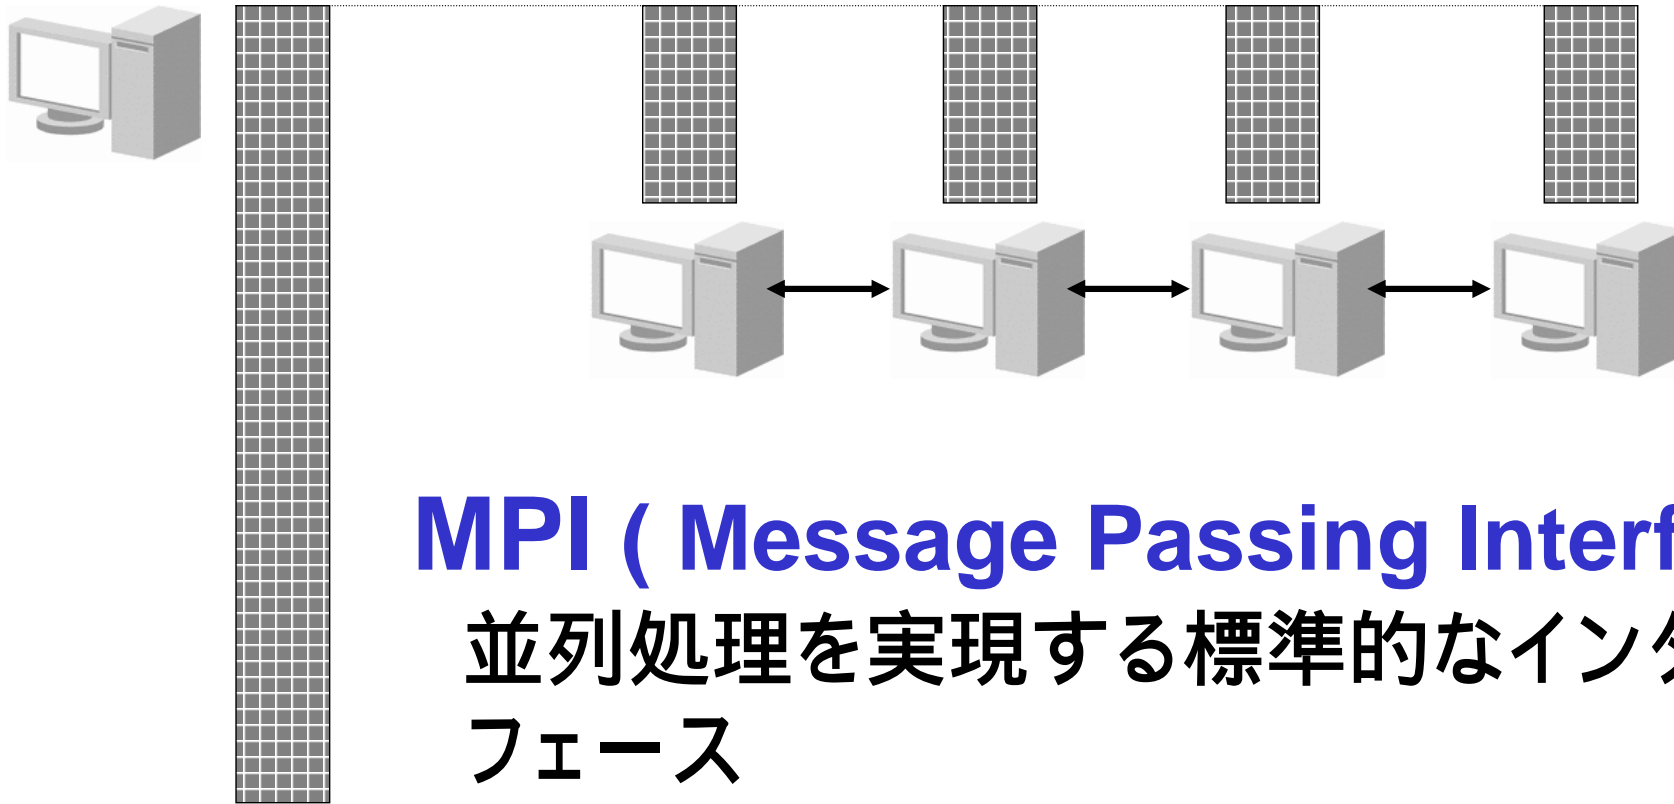 MPI ( Message Passing Interf
並列処理を実現する標準的なインタ
フェース